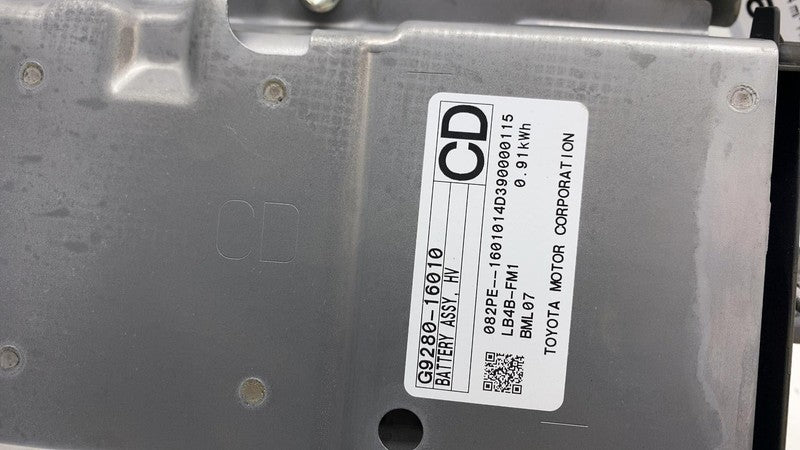 G9280-16010
BATTERY ASSY, HV
CD
082PE--1601014D390000115
LB4B-FM1
0.91kWh
BML07
TOYOTA MOTOR CORPORATION
CD